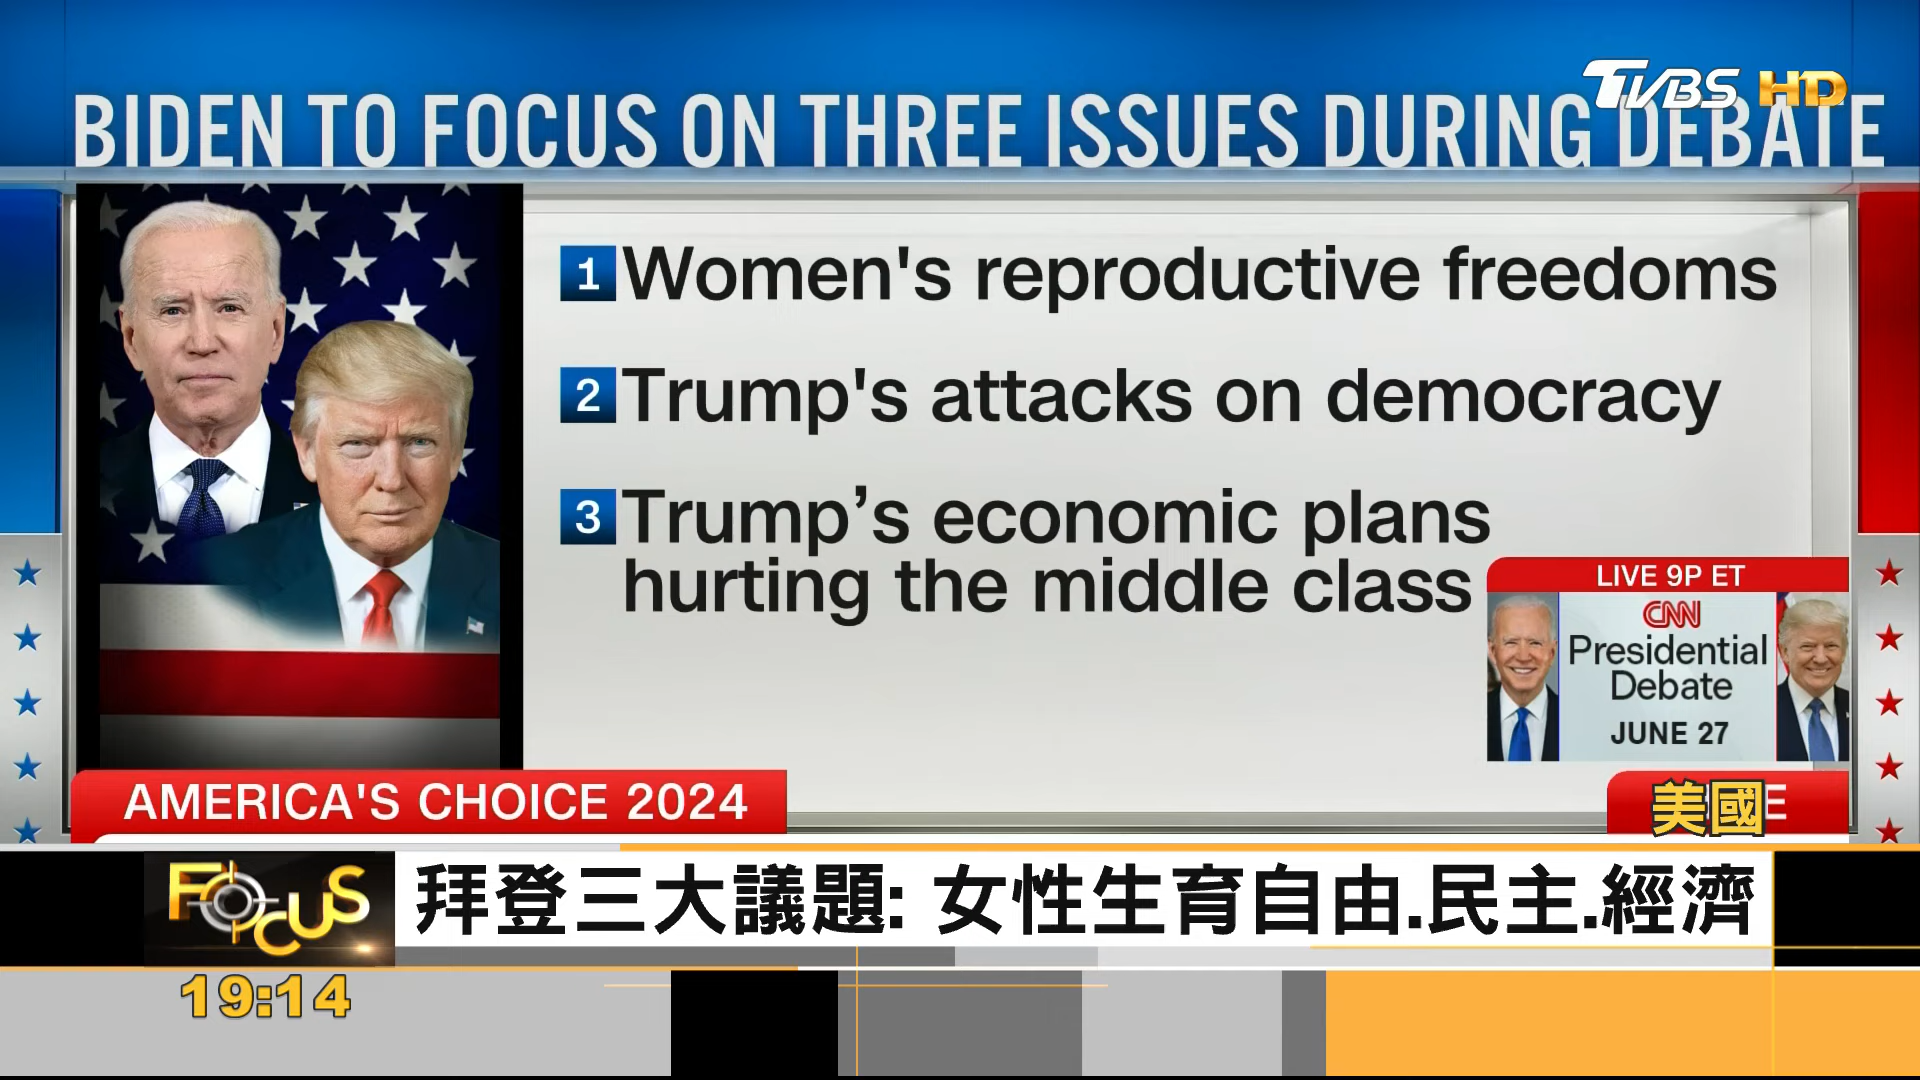 TVBS HD
BIDEN TO FOCUS ON THREE ISSUES DURING DEBATE
1 Women's reproductive freedoms
2 Trump's attacks on democracy
3 Trump’s economic plans
hurting the middle class
LIVE 9P ET
CNN
Presidential
Debate
JUNE 27
AMERICA'S CHOICE 2024
美國
FOCUS
拜登三大議題: 女性生育自由.民主.經濟
19:14